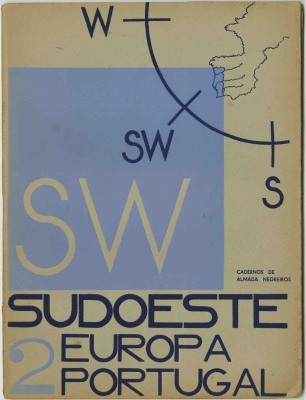 W
SW
S
SW
CADERNOS DE
ALMADA NEGREIROS
SUDOESTE
2 EUROPA
PORTUGAL